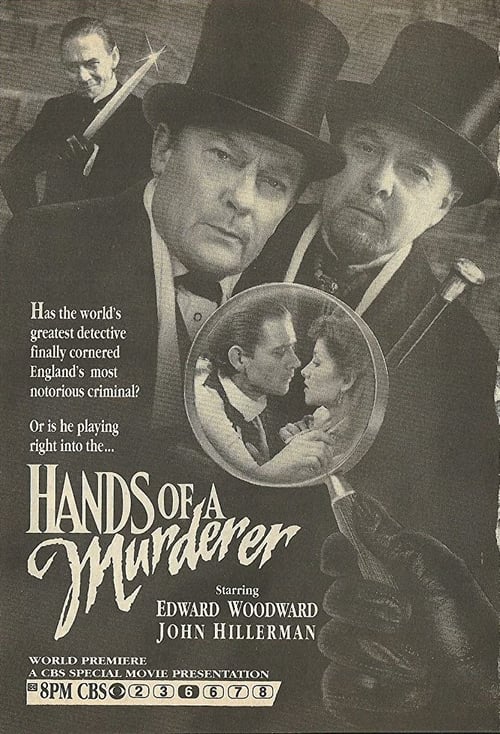 Has the world's
greatest detective
finally cornered
England's most
notorious criminal?
Or is he playing
right into the...
HANDS OF A
Murderer
Starring
EDWARD WOODWARD
JOHN HILLERMAN
WORLD PREMIERE
A CBS SPECIAL MOVIE PRESENTATION
8PM CBS 2 3 6 6 7 8